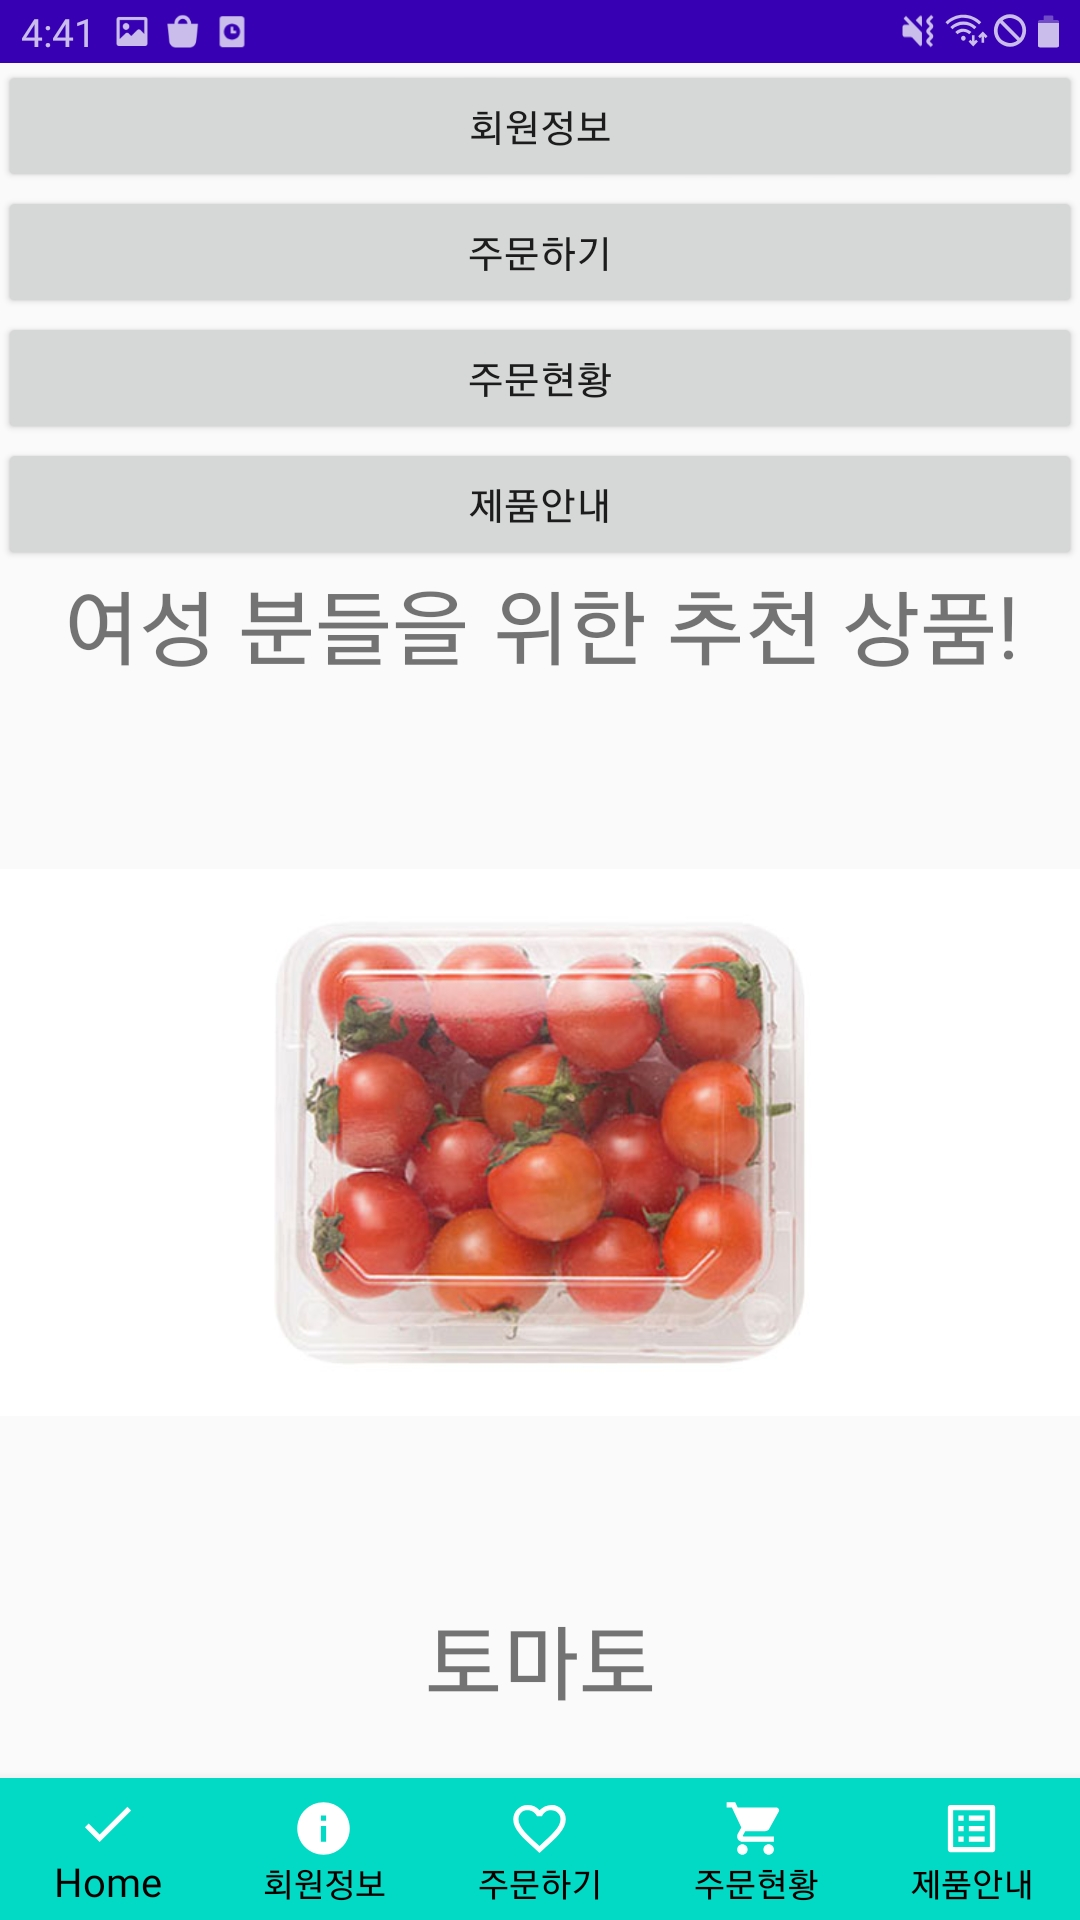 4:41
회원정보
주문하기
주문현황
제품안내
여성 분들을 위한 추천 상품!
토마토
Home 회원정보 주문하기 주문현황 제품안내